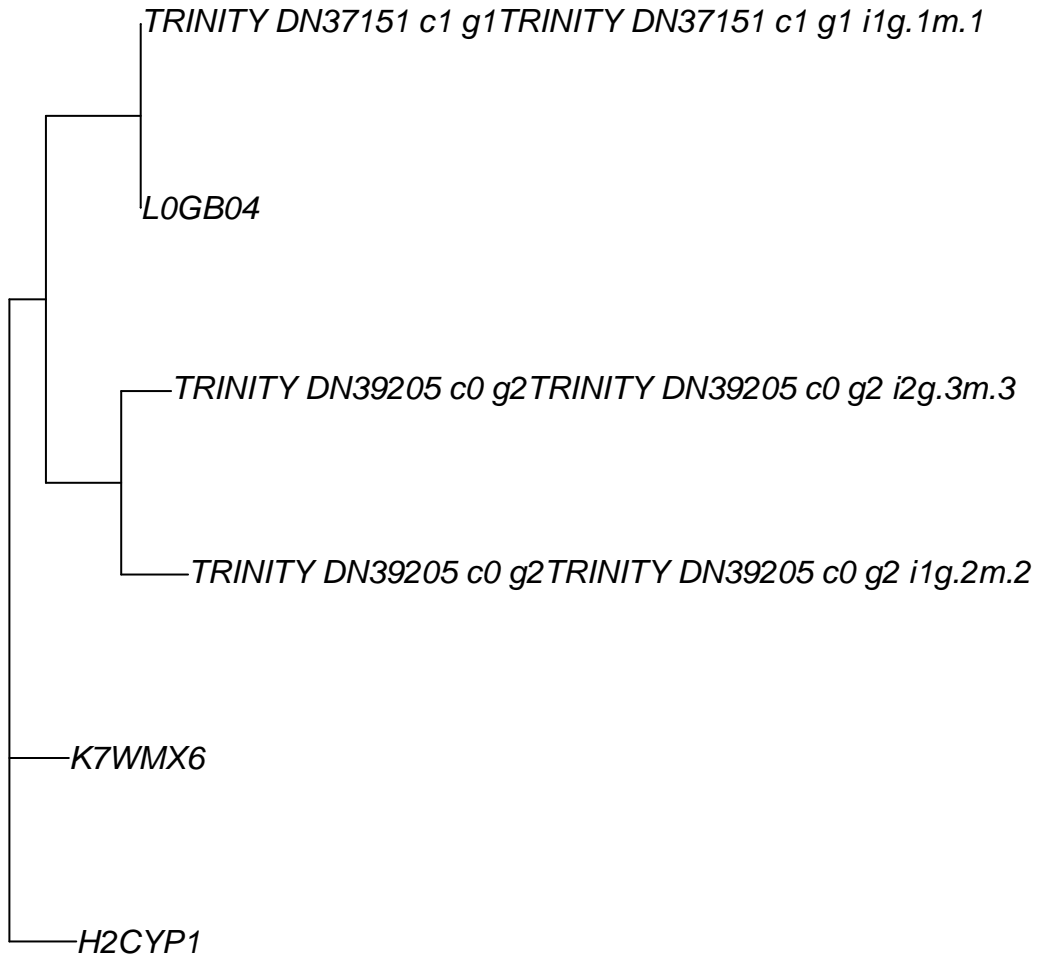 TRINITY DN37151 c1 g1TRINITY DN37151 c1 g1 i1g.1m.1
L0GB04
TRINITY DN39205 c0 g2TRINITY DN39205 c0 g2 i2g.3m.3
TRINITY DN39205 c0 g2TRINITY DN39205 c0 g2 i1g.2m.2
K7WMX6
H2CYP1